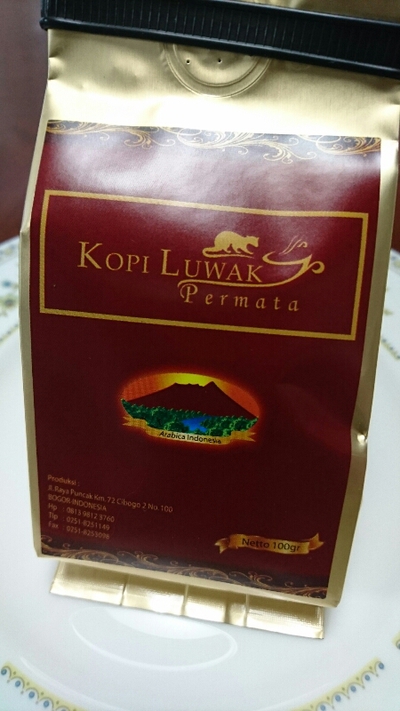 KOPI LUWAK
Permata
Arabica Indonesia
Produksi :
Jl.Raya Puncak Km. 72 Cibogo 2 No 100
BOGOR-INDONESIA
Hp : 0813 9812 3760
Tlp : 0251-8251149
Fax : 0251-8253098
Netto 100gr